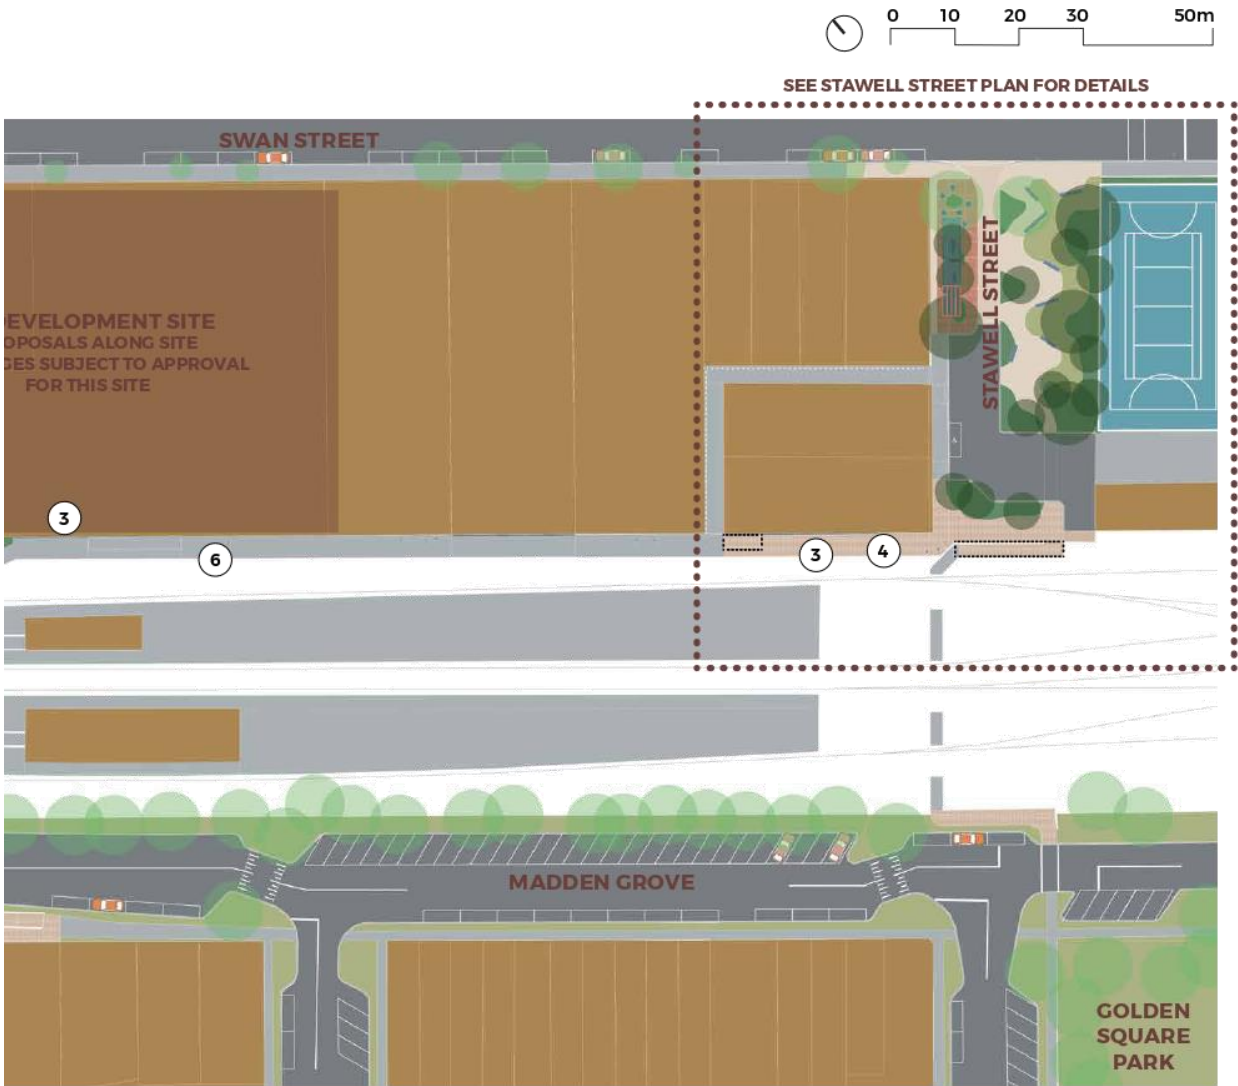 0 10 20 30 50m
SEE STAWELL STREET PLAN FOR DETAILS
SWAN STREET
STAWELL STREET
EVELOPMENT SITE
OPOSALS ALONG SITE
GES SUBJECT TO APPROVAL
FOR THIS SITE
3
6
3
4
MADDEN GROVE
GOLDEN
SQUARE
PARK